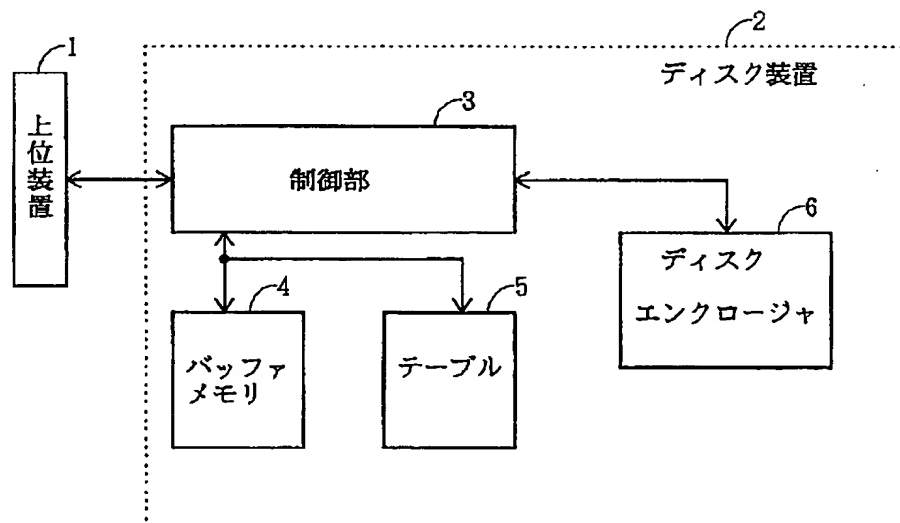 1
2
上位装置
ディスク装置
3
制御部
6
ディスク
エンクロージャ
4
バッファ
メモリ
5
テーブル